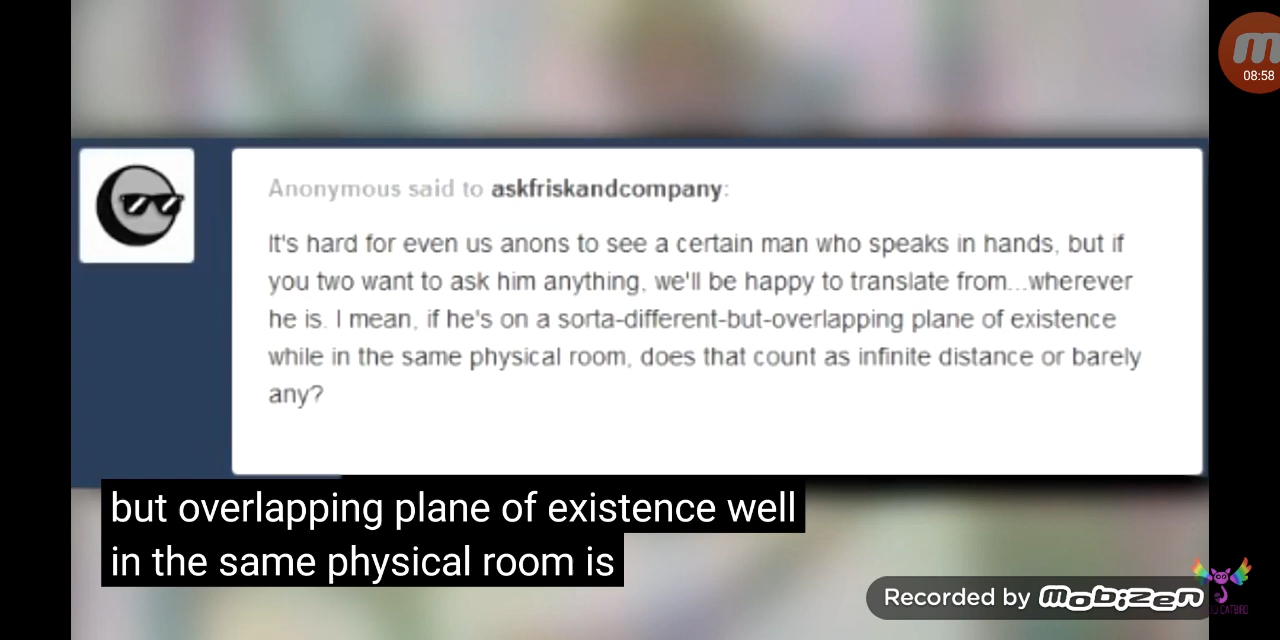 08:58
Anonymous said to askfriskandcompany:
It's hard for even us anons to see a certain man who speaks in hands, but if
you two want to ask him anything, we'll be happy to translate from...wherever
he is. I mean, if he's on a sorta-different-but-overlapping plane of existence
while in the same physical room, does that count as infinite distance or barely
any?
but overlapping plane of existence well
in the same physical room is
Recorded by mobizen
CATBIRD